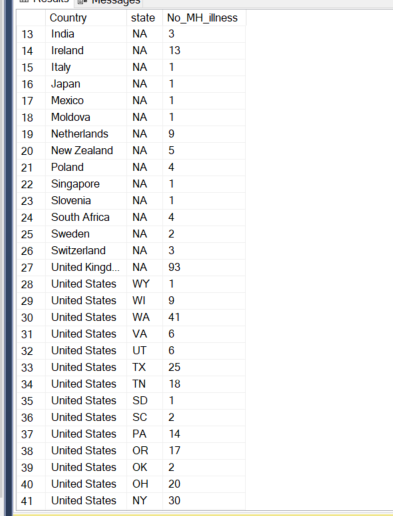 Results Messages
Country state No_MH_illness
13 India NA 3
14 Ireland NA 13
15 Italy NA 1
16 Japan NA 1
17 Mexico NA 1
18 Moldova NA 1
19 Netherlands NA 9
20 New Zealand NA 5
21 Poland NA 4
22 Singapore NA 1
23 Slovenia NA 1
24 South Africa NA 4
25 Sweden NA 2
26 Switzerland NA 3
27 United Kingd... NA 93
28 United States WY 1
29 United States WI 9
30 United States WA 41
31 United States VA 6
32 United States UT 6
33 United States TX 25
34 United States TN 18
35 United States SD 1
36 United States SC 2
37 United States PA 14
38 United States OR 17
39 United States OK 2
40 United States OH 20
41 United States NY 30